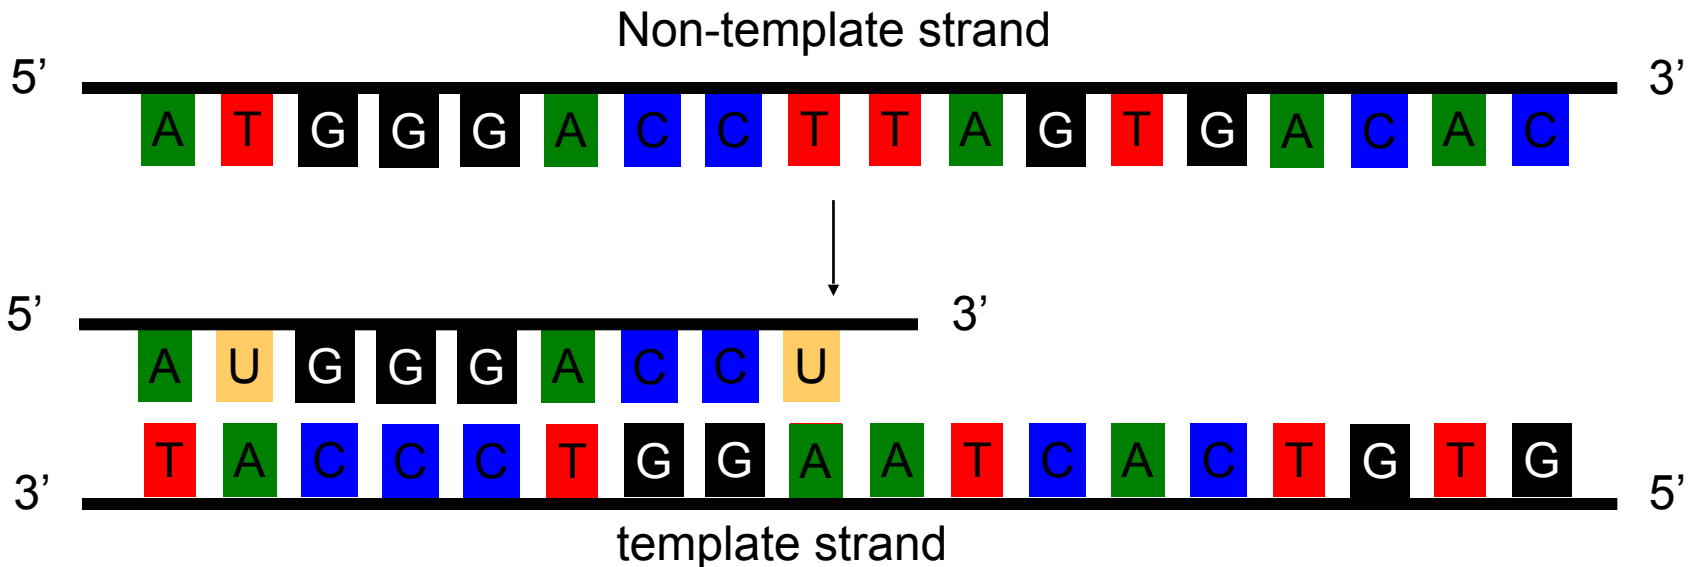 Non-template strand
5’ 3’
A T G G G A C C T T A G T G A C A C
5’ 3’
A U G G G A C C U
T A C C C T G G A A T C A C T G T G
3’ 5’
template strand